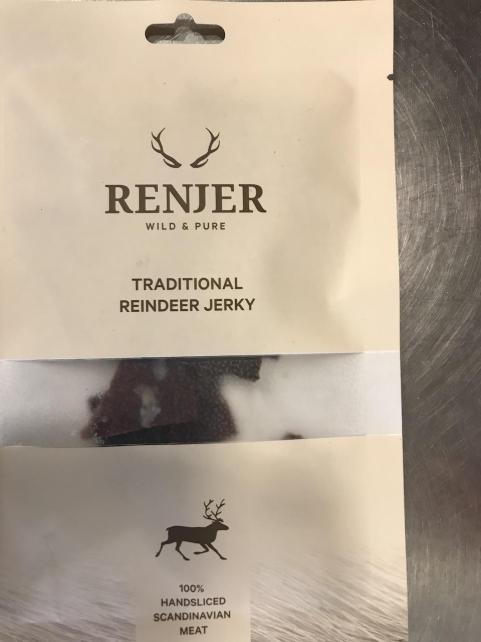 RENJER
WILD & PURE
TRADITIONAL
REINDEER JERKY
100%
HANDSLICED
SCANDINAVIAN
MEAT